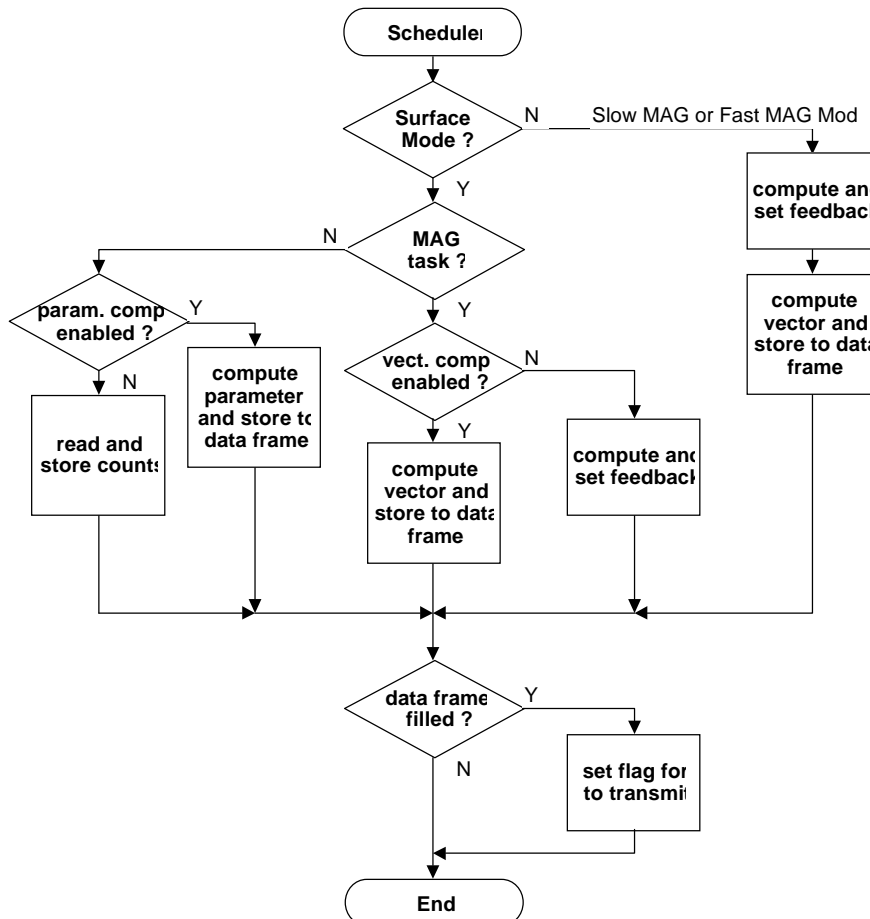 Scheduler
Surface
Mode ?
N
Slow MAG or Fast MAG Mod
Y
compute and
set feedback
compute
vector and
store to data
frame
MAG
task ?
N
Y
param. comp
enabled ?
Y
N
compute
parameter
and store to
data frame
read and
store counts
vect. comp
enabled ?
N
Y
compute
vector and
store to data
frame
compute and
set feedback
data frame
filled ?
Y
N
set flag for
to transmit
End